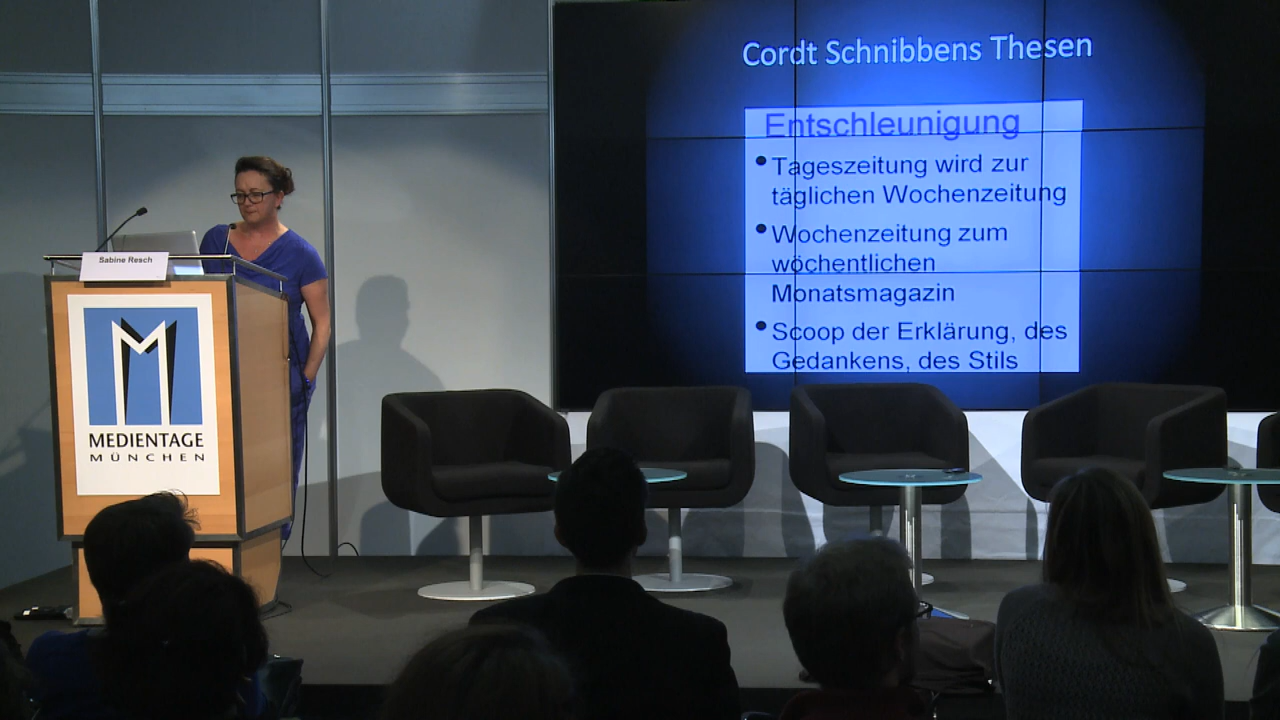 Cordt Schnibbens Thesen
Entschleunigung
• Tageszeitung wird zur
täglichen Wochenzeitung
• Wochenzeitung zum
wöchentlichen
Monatsmagazin
• Scoop der Erklärung, des
Gedankens, des Stils
Sabine Resch
M
MEDIENTAGE
MÜNCHEN